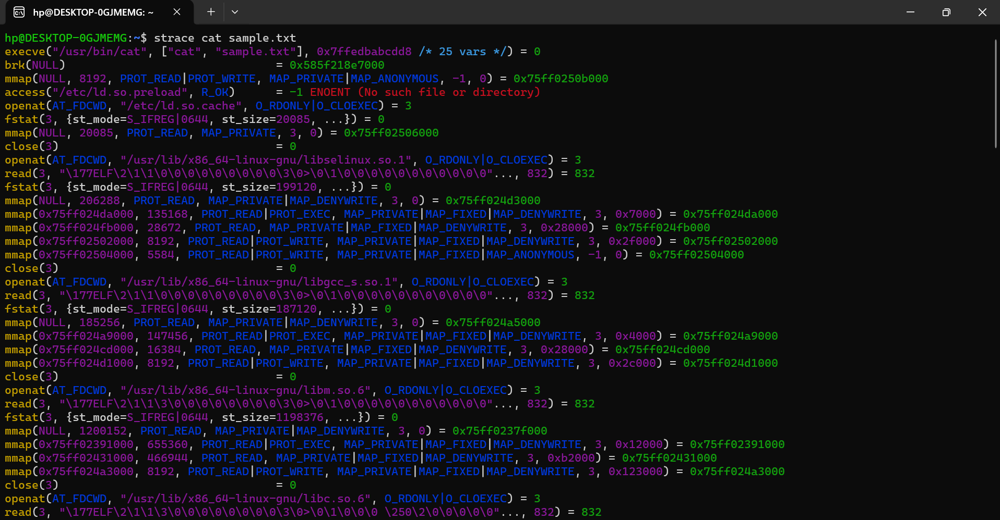 hp@DESKTOP-0GJMEMG: ~
hp@DESKTOP-0GJMEMG:~$ strace cat sample.txt
execve("/usr/bin/cat", ["cat", "sample.txt"], 0x7ffedbabcdd8 /* 25 vars */) = 0
brk(NULL)                               = 0x585f218e7000
mmap(NULL, 8192, PROT_READ|PROT_WRITE, MAP_PRIVATE|MAP_ANONYMOUS, -1, 0) = 0x75ff0250b000
access("/etc/ld.so.preload", R_OK)      = -1 ENOENT (No such file or directory)
openat(AT_FDCWD, "/etc/ld.so.cache", O_RDONLY|O_CLOEXEC) = 3
fstat(3, {st_mode=S_IFREG|0644, st_size=20085, ...}) = 0
mmap(NULL, 20085, PROT_READ, MAP_PRIVATE, 3, 0) = 0x75ff02506000
close(3)                                = 0
openat(AT_FDCWD, "/usr/lib/x86_64-linux-gnu/libselinux.so.1", O_RDONLY|O_CLOEXEC) = 3
read(3, "\177ELF\2\1\1\0\0\0\0\0\0\0\0\0\3\0>\0\1\0\0\0\0\0\0\0\0\0\0\0"..., 832) = 832
fstat(3, {st_mode=S_IFREG|0644, st_size=199120, ...}) = 0
mmap(NULL, 206288, PROT_READ, MAP_PRIVATE|MAP_DENYWRITE, 3, 0) = 0x75ff024d3000
mmap(0x75ff024da000, 135168, PROT_READ|PROT_EXEC, MAP_PRIVATE|MAP_FIXED|MAP_DENYWRITE, 3, 0x7000) = 0x75ff024da000
mmap(0x75ff024fb000, 28672, PROT_READ, MAP_PRIVATE|MAP_FIXED|MAP_DENYWRITE, 3, 0x28000) = 0x75ff024fb000
mmap(0x75ff02502000, 8192, PROT_READ|PROT_WRITE, MAP_PRIVATE|MAP_FIXED|MAP_DENYWRITE, 3, 0x2f000) = 0x75ff02502000
mmap(0x75ff02504000, 5584, PROT_READ|PROT_WRITE, MAP_PRIVATE|MAP_FIXED|MAP_ANONYMOUS, -1, 0) = 0x75ff02504000
close(3)                                = 0
openat(AT_FDCWD, "/usr/lib/x86_64-linux-gnu/libgcc_s.so.1", O_RDONLY|O_CLOEXEC) = 3
read(3, "\177ELF\2\1\1\0\0\0\0\0\0\0\0\0\3\0>\0\1\0\0\0\0\0\0\0\0\0\0\0"..., 832) = 832
fstat(3, {st_mode=S_IFREG|0644, st_size=187120, ...}) = 0
mmap(NULL, 185256, PROT_READ, MAP_PRIVATE|MAP_DENYWRITE, 3, 0) = 0x75ff024a5000
mmap(0x75ff024a9000, 147456, PROT_READ|PROT_EXEC, MAP_PRIVATE|MAP_FIXED|MAP_DENYWRITE, 3, 0x4000) = 0x75ff024a9000
mmap(0x75ff024cd000, 16384, PROT_READ, MAP_PRIVATE|MAP_FIXED|MAP_DENYWRITE, 3, 0x28000) = 0x75ff024cd000
mmap(0x75ff024d1000, 8192, PROT_READ|PROT_WRITE, MAP_PRIVATE|MAP_FIXED|MAP_DENYWRITE, 3, 0x2c000) = 0x75ff024d1000
close(3)                                = 0
openat(AT_FDCWD, "/usr/lib/x86_64-linux-gnu/libm.so.6", O_RDONLY|O_CLOEXEC) = 3
read(3, "\177ELF\2\1\1\3\0\0\0\0\0\0\0\0\3\0>\0\1\0\0\0\0\0\0\0\0\0\0\0"..., 832) = 832
fstat(3, {st_mode=S_IFREG|0644, st_size=1198376, ...}) = 0
mmap(NULL, 1200152, PROT_READ, MAP_PRIVATE|MAP_DENYWRITE, 3, 0) = 0x75ff0237f000
mmap(0x75ff02391000, 655360, PROT_READ|PROT_EXEC, MAP_PRIVATE|MAP_FIXED|MAP_DENYWRITE, 3, 0x12000) = 0x75ff02391000
mmap(0x75ff02431000, 466944, PROT_READ, MAP_PRIVATE|MAP_FIXED|MAP_DENYWRITE, 3, 0xb2000) = 0x75ff02431000
mmap(0x75ff024a3000, 8192, PROT_READ|PROT_WRITE, MAP_PRIVATE|MAP_FIXED|MAP_DENYWRITE, 3, 0x123000) = 0x75ff024a3000
close(3)                                = 0
openat(AT_FDCWD, "/usr/lib/x86_64-linux-gnu/libc.so.6", O_RDONLY|O_CLOEXEC) = 3
read(3, "\177ELF\2\1\1\3\0\0\0\0\0\0\0\0\3\0>\0\1\0\0\0 \250\2\0\0\0\0\0"..., 832) = 832